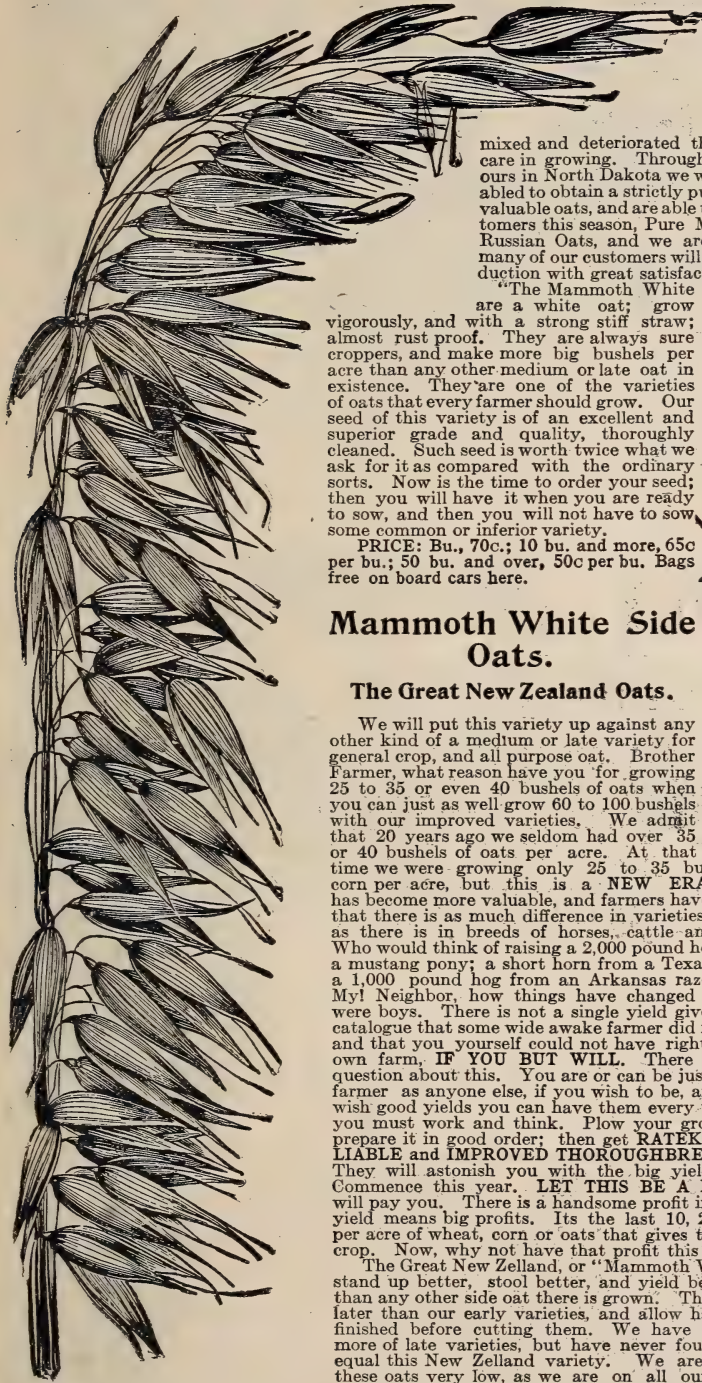 mixed and deteriorated th
care in growing. Through
ours in North Dakota we w
abled to obtain a strictly pu
valuable oats, and are able
tomers this season, Pure M
Russian Oats, and we are
many of our customers will
duction with great satisfac
"The Mammoth White
are a white oat; grow
vigorously, and with a strong stiff straw;
almost rust proof. They are always sure
croppers, and make more big bushels per
acre than any other medium or late oat in
existence. They are one of the varieties
of oats that every farmer should grow. Our
seed of this variety is of an excellent and
superior grade and quality, thoroughly
cleaned. Such seed is worth twice what we
ask for it as compared with the ordinary
sorts. Now is the time to order your seed;
then you will have it when you are ready
to sow, and then you will not have to sow
some common or inferior variety.
PRICE: Bu., 70c.; 10 bu. and more, 65c
per bu.; 50 bu. and over, 50c per bu. Bags
free on board cars here.
Mammoth White Side
Oats.
The Great New Zealand Oats.
We will put this variety up against any
other kind of a medium or late variety for
general crop, and all purpose oat. Brother
Farmer, what reason have you for growing
25 to 35 or even 40 bushels of oats when
you can just as well grow 60 to 100 bushels
with our improved varieties. We admit
that 20 years ago we seldom had over 35
or 40 bushels of oats per acre. At that
time we were growing only 25 to 35 bu
corn per acre, but this is a NEW ERA
has become more valuable, and farmers hav
that there is as much difference in varieties
as there is in breeds of horses, cattle an
Who would think of raising a 2,000 pound ho
a mustang pony; a short horn from a Texa
a 1,000 pound hog from an Arkansas raz
My! Neighbor, how things have changed
were boys. There is not a single yield give
catalogue that some wide awake farmer did
and that you yourself could not have righ
own farm, IF YOU BUT WILL. There
question about this. You are or can be jus
farmer as anyone else, if you wish to be, a
wish good yields you can have them every
you must work and think. Plow your gro
prepare it in good order; then get RATEK
LIABLE and IMPROVED THOROUGHBRE
They will astonish you with the big yiel
Commence this year. LET THIS BE A
will pay you. There is a handsome profit i
yield means big profits. Its the last 10, 2
per acre of wheat, corn or oats that gives t
crop. Now, why not have that profit this
The Great New Zelland, or "Mammoth W
stand up better, stool better, and yield be
than any other side oat there is grown. Th
later than our early varieties, and allow h
finished before cutting them. We have
more of late varieties, but have never fou
equal this New Zelland variety. We are
these oats very low, as we are on all our